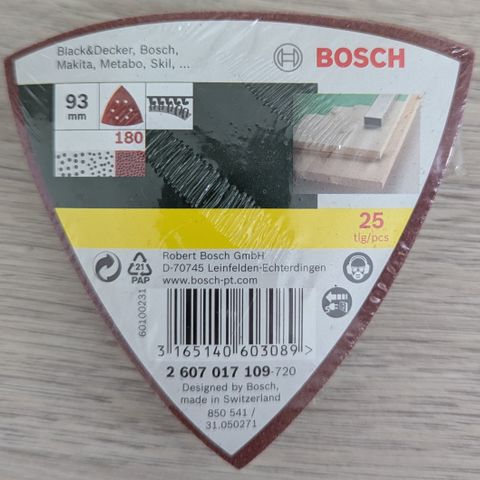 Black&Decker, Bosch,
Makita, Metabo, Skil, ...
BOSCH
93
mm
180
25
tlg/pcs
Robert Bosch GmbH
D-70745 Leinfelden-Echterdingen
www.bosch-pt.com
21
PAP
60100231
3 165140 603089 >
2 607 017 109-720
Designed by Bosch,
made in Switzerland
850 541 /
31.050271